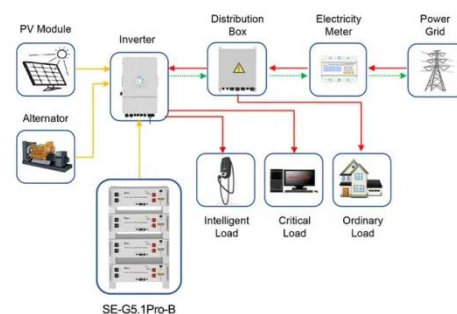 PV Module
Inverter
Distribution
Box
Electricity
Meter
Power
Grid
Alternator
Intelligent
Load
Critical
Load
Ordinary
Load
SE-G5.1Pro-B